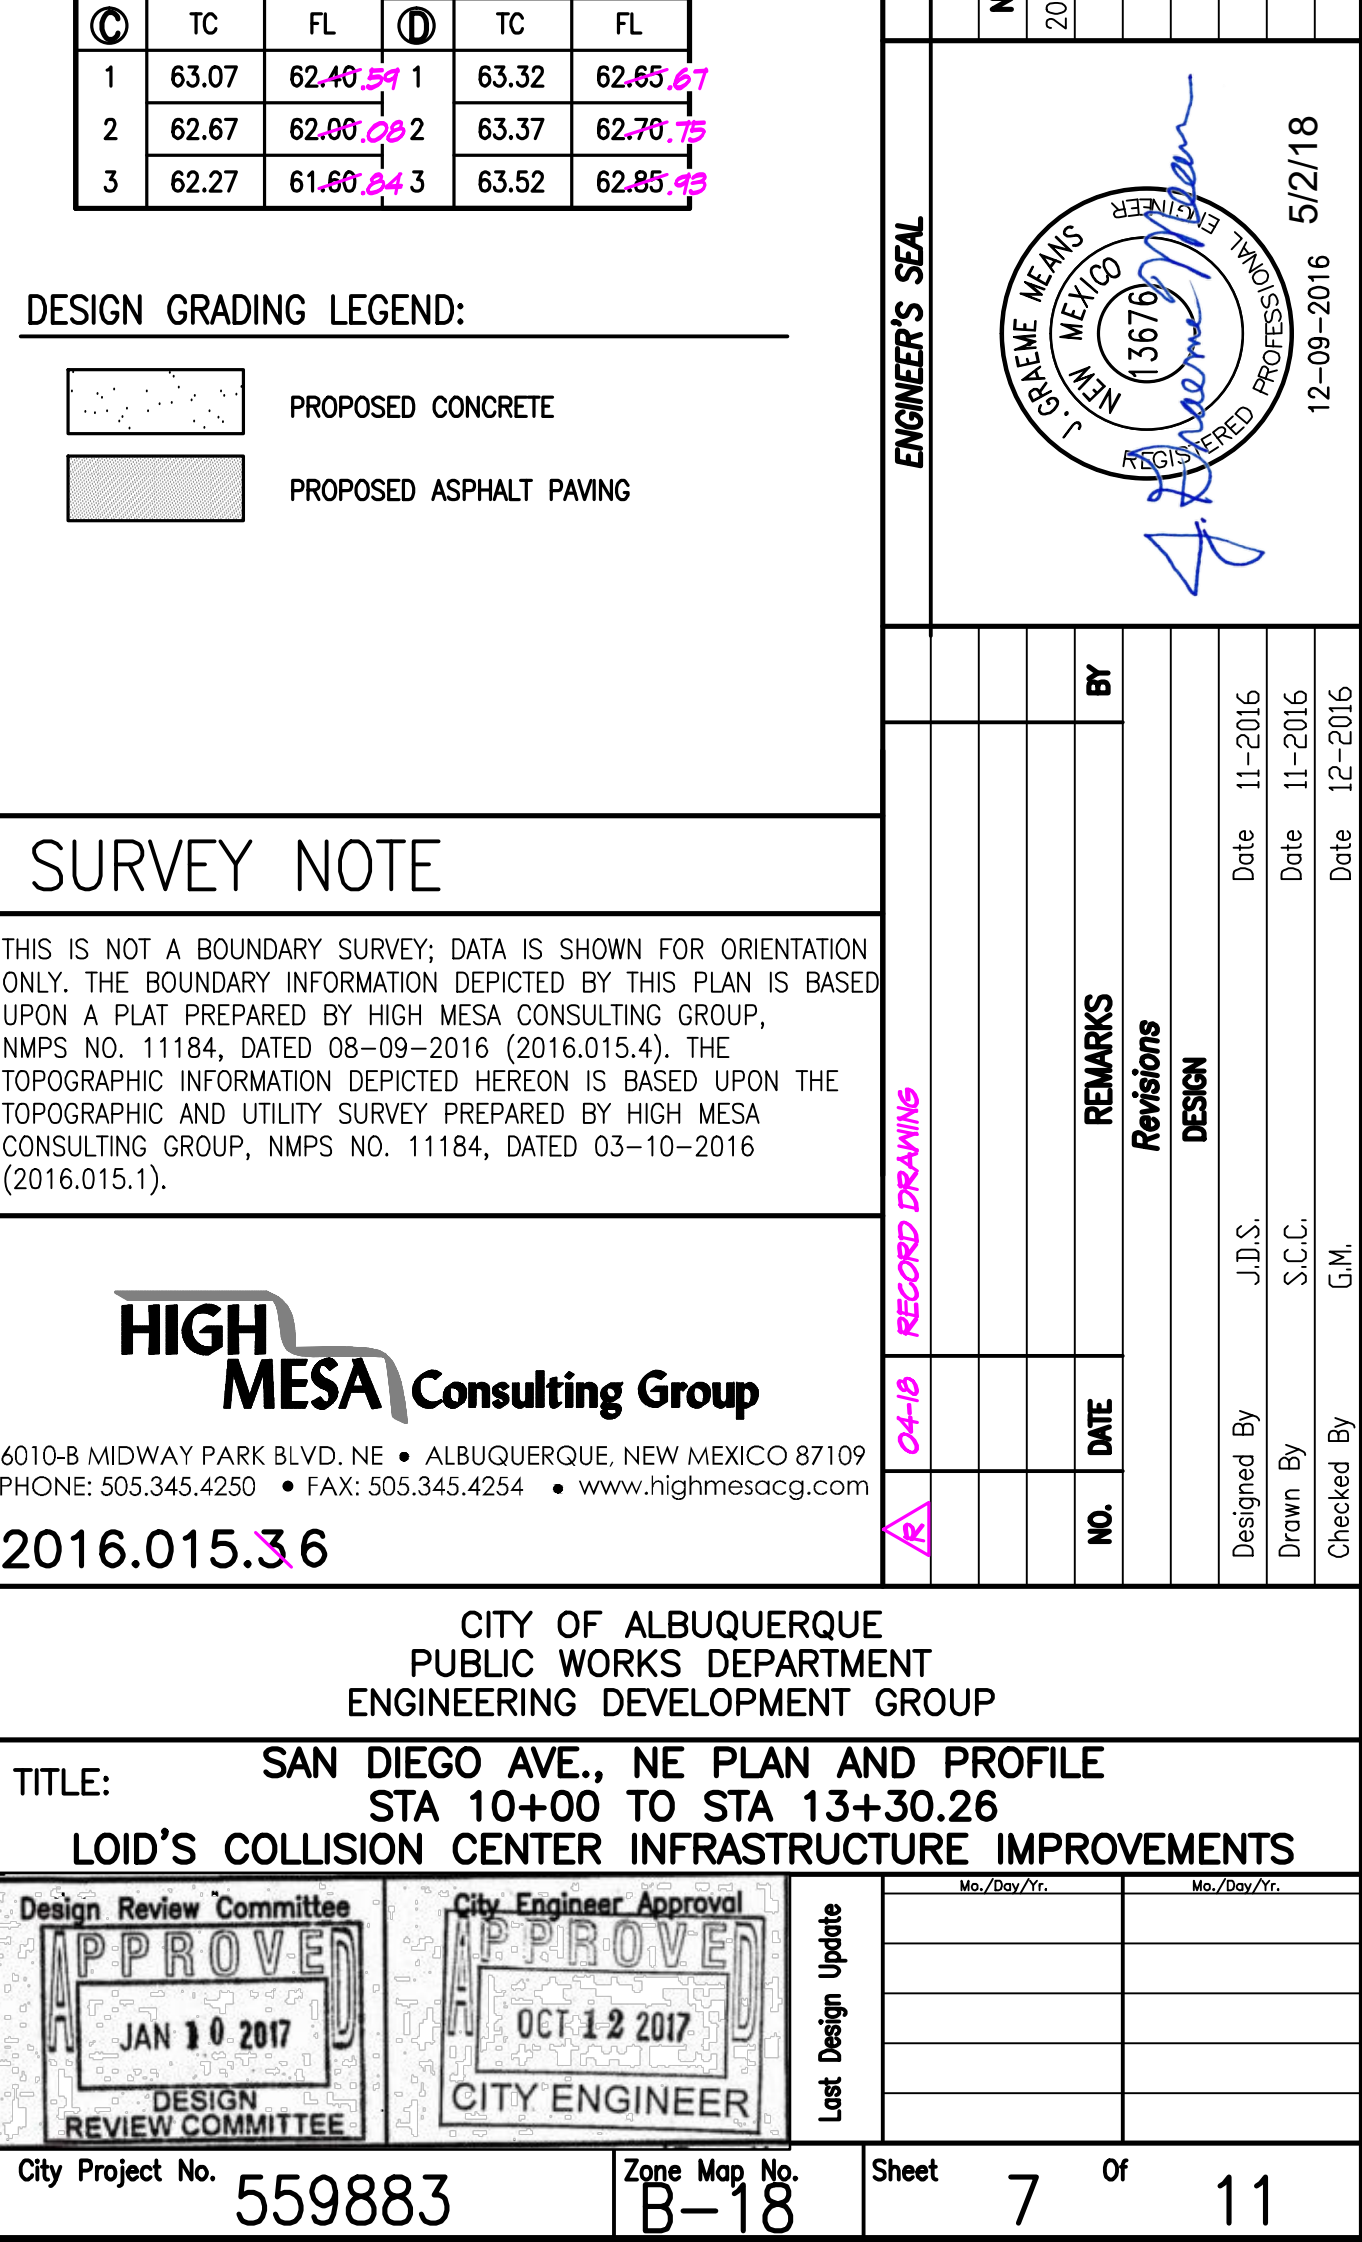 C TC FL D TC FL
1 63.07 62.40 .59 1 63.32 62.65 .67
2 62.67 62.00 .08 2 63.37 62.70 .75
3 62.27 61.60 .84 3 63.52 62.85 .93
DESIGN GRADING LEGEND:
PROPOSED CONCRETE
PROPOSED ASPHALT PAVING
SURVEY NOTE
THIS IS NOT A BOUNDARY SURVEY; DATA IS SHOWN FOR ORIENTATION
ONLY. THE BOUNDARY INFORMATION DEPICTED BY THIS PLAN IS BASED
UPON A PLAT PREPARED BY HIGH MESA CONSULTING GROUP,
NMPS NO. 11184, DATED 08-09-2016 (2016.015.4). THE
TOPOGRAPHIC INFORMATION DEPICTED HEREON IS BASED UPON THE
TOPOGRAPHIC AND UTILITY SURVEY PREPARED BY HIGH MESA
CONSULTING GROUP, NMPS NO. 11184, DATED 03-10-2016
(2016.015.1).
HIGH
MESA Consulting Group
6010-B MIDWAY PARK BLVD. NE • ALBUQUERQUE, NEW MEXICO 87109
PHONE: 505.345.4250 • FAX: 505.345.4254 • www.highmesacg.com
2016.015.3 6
ENGINEER'S SEAL
J. GRAEME MEANS
NEW MEXICO
13676
REGISTERED PROFESSIONAL ENGINEER
J. Graeme Means
12-09-2016 5/2/18
R 04-18 RECORD DRAWING
NO. DATE REMARKS BY
Revisions
DESIGN
Designed By J.D.S. Date 11-2016
Drawn By S.C.C. Date 11-2016
Checked By G.M. Date 12-2016
CITY OF ALBUQUERQUE
PUBLIC WORKS DEPARTMENT
ENGINEERING DEVELOPMENT GROUP
TITLE: SAN DIEGO AVE., NE PLAN AND PROFILE
STA 10+00 TO STA 13+30.26
LOID'S COLLISION CENTER INFRASTRUCTURE IMPROVEMENTS
Design Review Committee
APPROVED
JAN 10 2017
DESIGN
REVIEW COMMITTEE
City Engineer Approval
APPROVED
OCT 12 2017
CITY ENGINEER
Last Design Update
Mo./Day/Yr. Mo./Day/Yr.
City Project No. 559883
Zone Map No. B-18
Sheet 7 Of 11